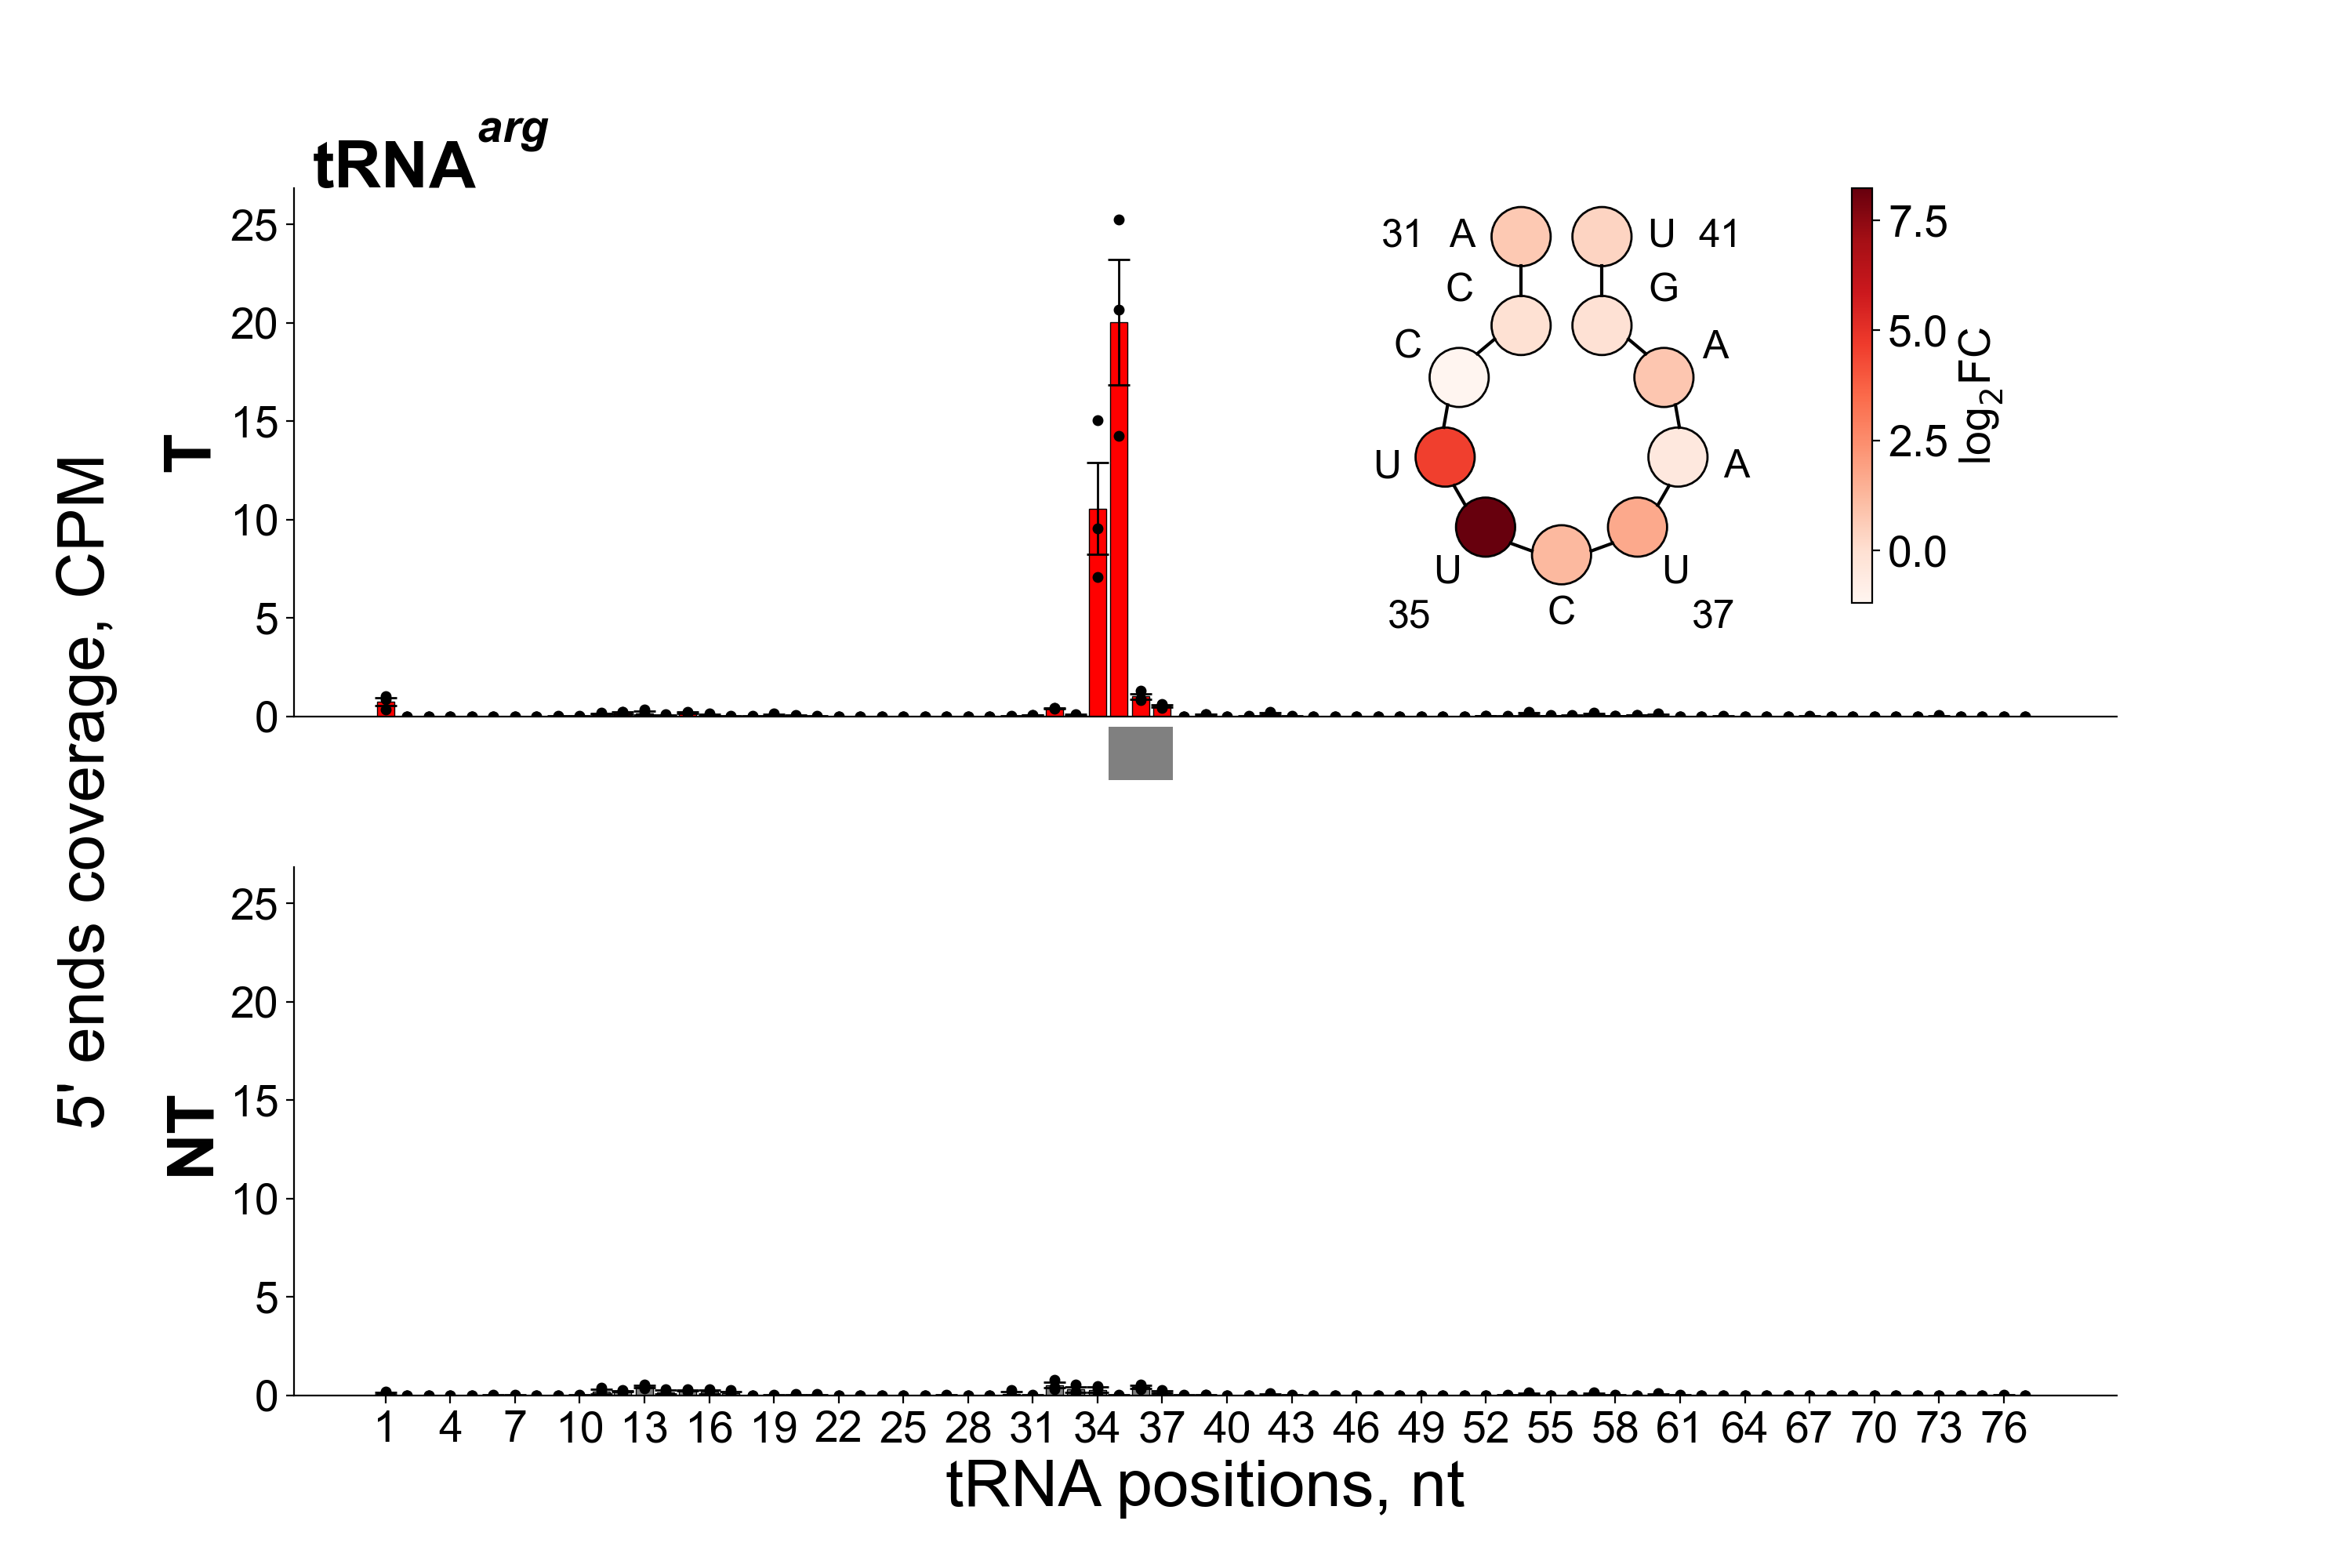 tRNA^arg
5' ends coverage, CPM
T
25
20
15
10
5
0
31 A U 41
C G
C A
U A
U U
35 C 37
7.5
5.0
2.5
0.0
log₂FC
NT
25
20
15
10
5
0
1 4 7 10 13 16 19 22 25 28 31 34 37 40 43 46 49 52 55 58 61 64 67 70 73 76
tRNA positions, nt